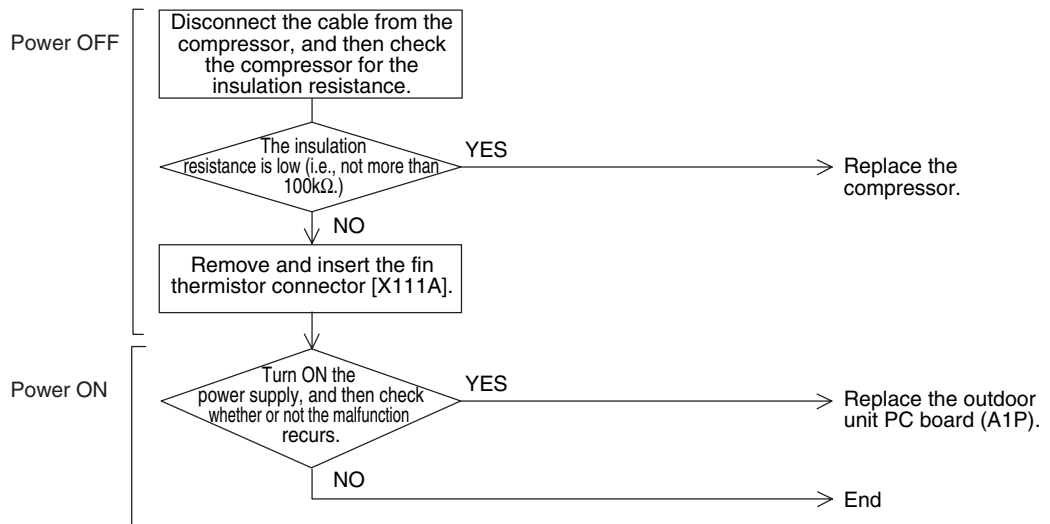 Power OFF
Disconnect the cable from the
compressor, and then check
the compressor for the
insulation resistance.
The insulation
resistance is low (i.e., not more than
100kΩ.)
YES
Replace the
compressor.
NO
Remove and insert the fin
thermistor connector [X111A].
Power ON
Turn ON the
power supply, and then check
whether or not the malfunction
recurs.
YES
Replace the outdoor
unit PC board (A1P).
NO
End